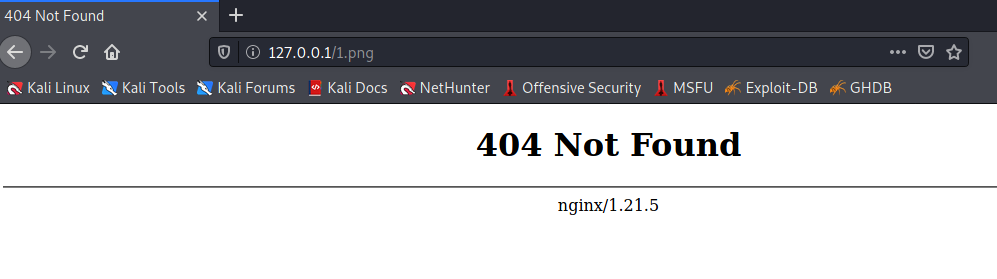 404 Not Found
127.0.0.1/1.png
Kali Linux Kali Tools Kali Forums Kali Docs NetHunter Offensive Security MSFU Exploit-DB GHDB
404 Not Found
nginx/1.21.5